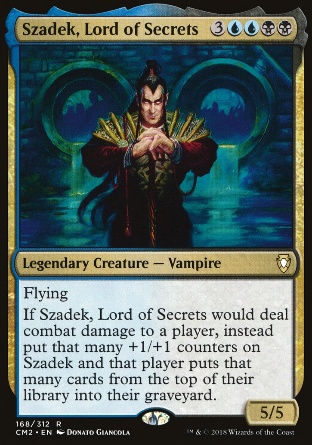 Szadek, Lord of Secrets 3
Legendary Creature — Vampire
Flying
If Szadek, Lord of Secrets would deal
combat damage to a player, instead
put that many +1/+1 counters on
Szadek and that player puts that
many cards from the top of their
library into their graveyard.
168/312 R
CM2 • EN Donato Giancola
™ & © 2018 Wizards of the Coast
5/5